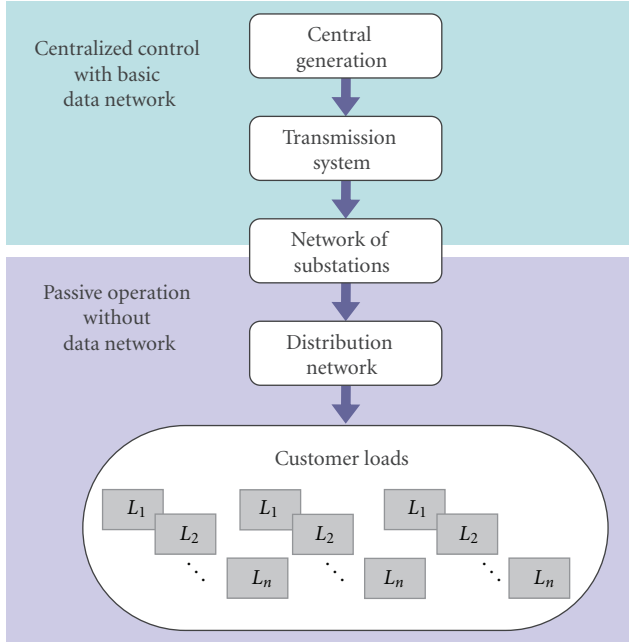 Centralized control
with basic
data network
Central
generation
Transmission
system
Network of
substations
Passive operation
without
data network
Distribution
network
Customer loads
L1 L1 L1
L2 L2 L2
⋱ ⋱ ⋱
Ln Ln Ln